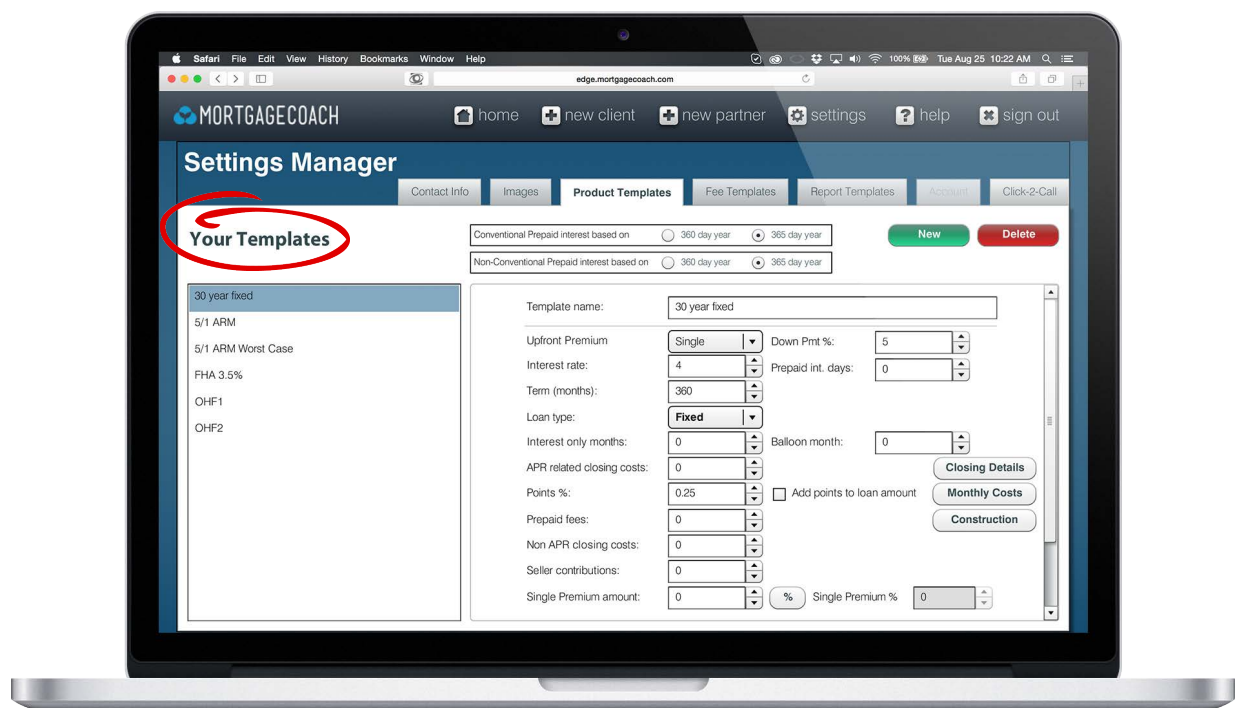 Safari File Edit View History Bookmarks Window Help 100% Tue Aug 25 10:22 AM
edge.mortgagecoach.com
MORTGAGECOACH home new client new partner settings help sign out
Settings Manager
Contact Info Images Product Templates Fee Templates Report Templates Account Click-2-Call
Your Templates
Conventional Prepaid interest based on 360 day year 365 day year
New Delete
Non-Conventional Prepaid interest based on 360 day year 365 day year
30 year fixed
5/1 ARM
5/1 ARM Worst Case
FHA 3.5%
OHF1
OHF2
Template name: 30 year fixed
Upfront Premium Single Down Pmt %: 5
Interest rate: 4 Prepaid int. days: 0
Term (months): 360
Loan type: Fixed
Interest only months: 0 Balloon month: 0
APR related closing costs: 0 Closing Details
Points %: 0.25 Add points to loan amount Monthly Costs
Prepaid fees: 0 Construction
Non APR closing costs: 0
Seller contributions: 0
Single Premium amount: 0 % Single Premium % 0